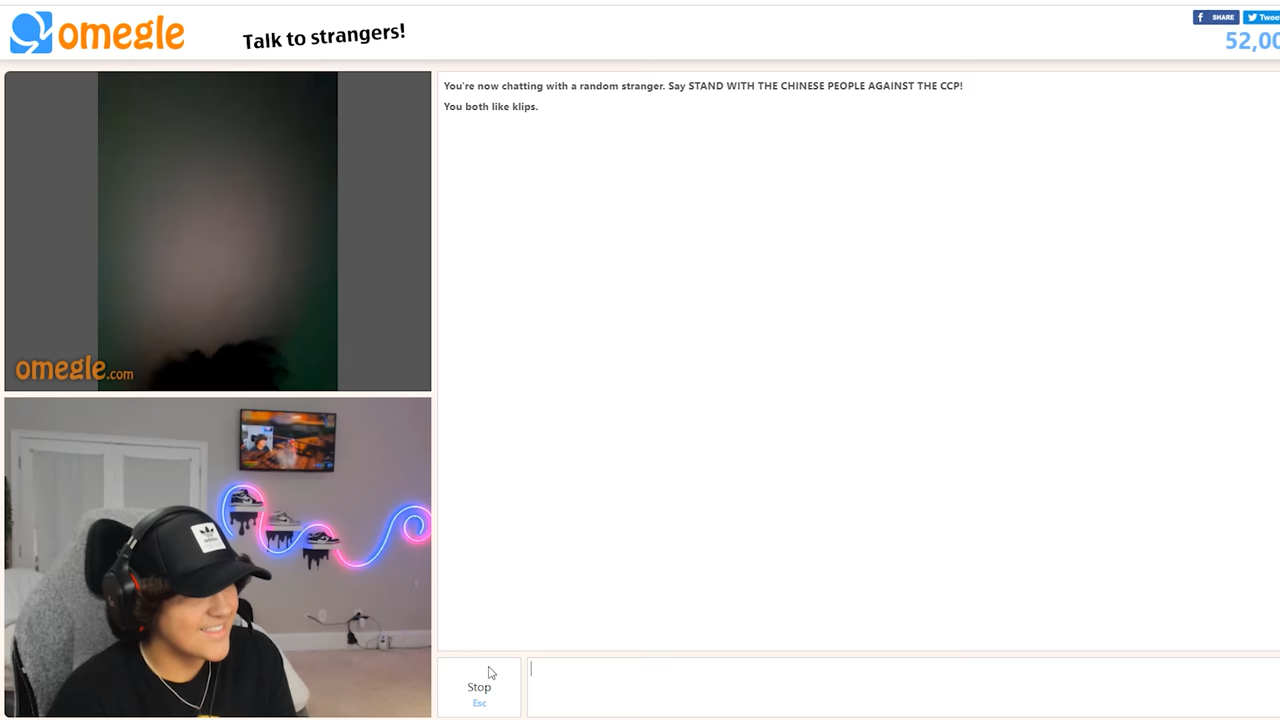 omegle
Talk to strangers!
SHARE
Twee
52,00
You're now chatting with a random stranger. Say STAND WITH THE CHINESE PEOPLE AGAINST THE CCP!
You both like klips.
omegle.com
adidas
Stop
Esc